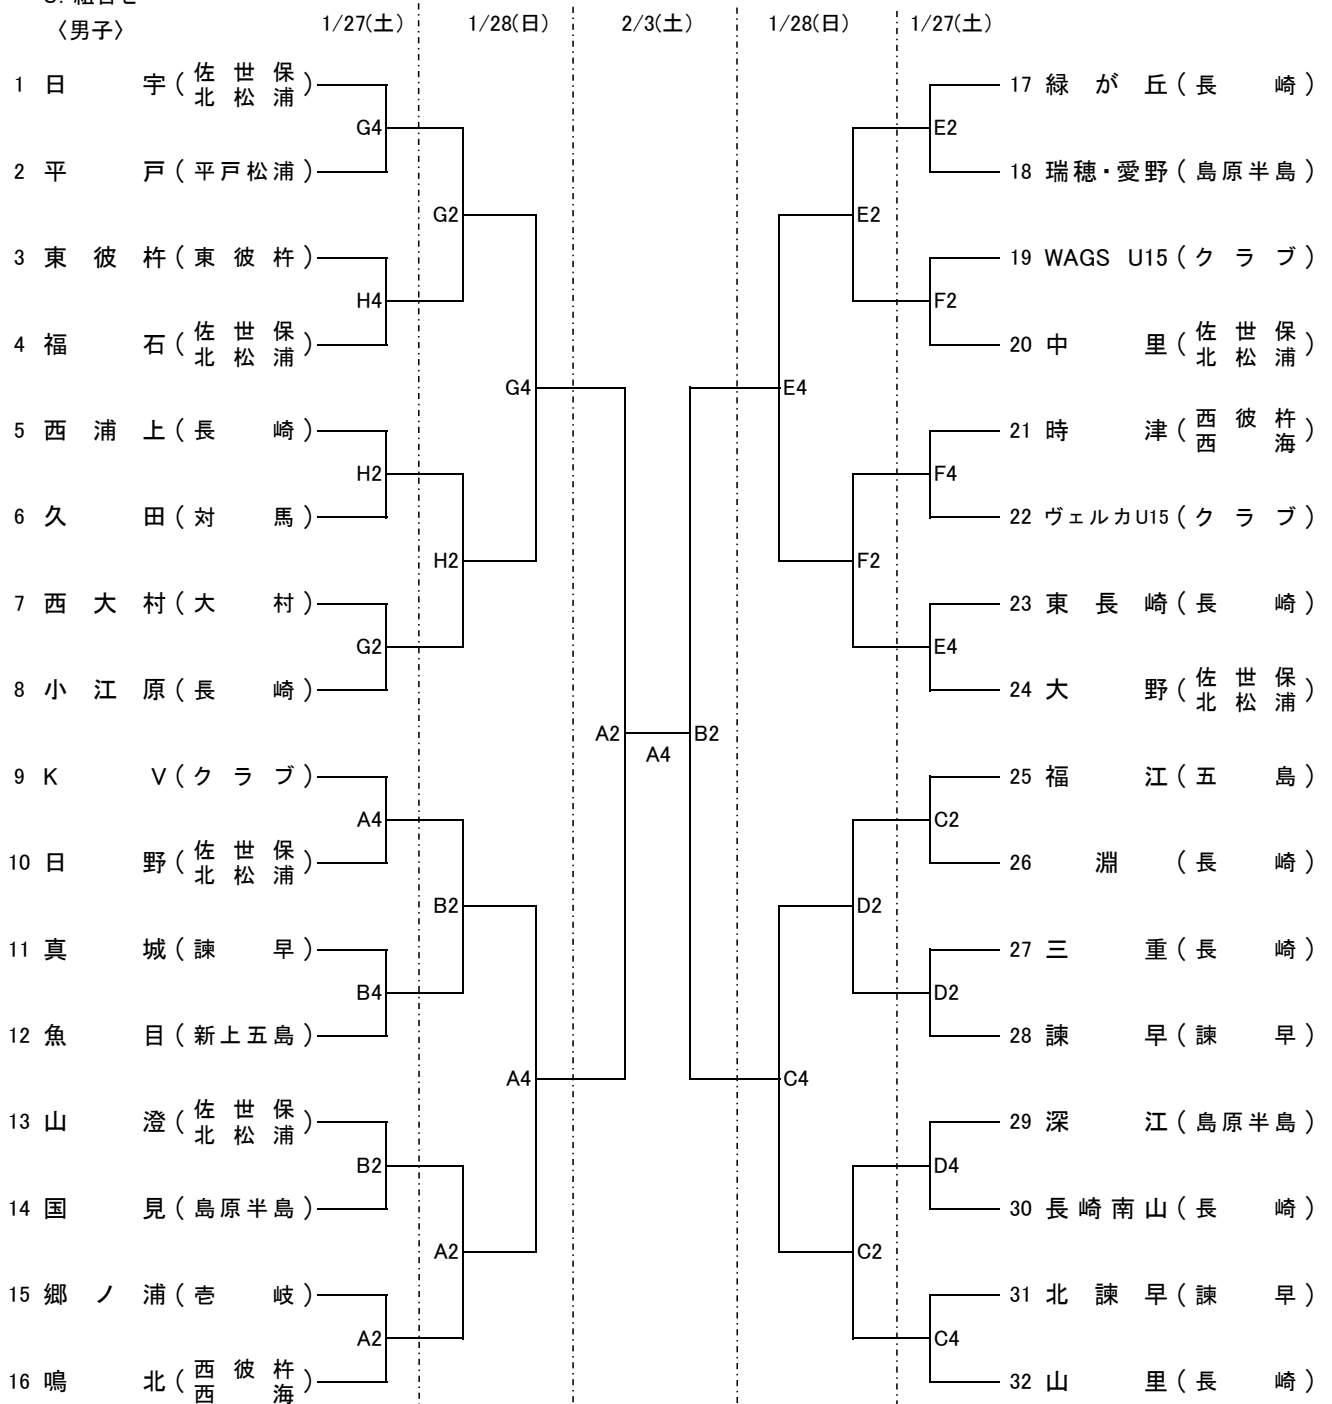 〈男子〉
1/27(土) 1/28(日) 2/3(土) 1/28(日) 1/27(土)
1 日宇(佐世保北松浦) 17 緑が丘(長崎)
G4 E2
2 平戸(平戸松浦) 18 瑞穂・愛野(島原半島)
G2 E2
3 東彼杵(東彼杵) 19 WAGS U15(クラブ)
H4 F2
4 福石(佐世保北松浦) 20 中里(佐世保北松浦)
G4 E4
5 西浦上(長崎) 21 時津(西彼杵西海)
H2 F4
6 久田(対馬) 22 ヴェルカU15(クラブ)
H2 F2
7 西大村(大村) 23 東長崎(長崎)
G2 E4
8 小江原(長崎) 24 大野(佐世保北松浦)
A2 A4 B2
9 KV(クラブ) 25 福江(五島)
A4 C2
10 日野(佐世保北松浦) 26 淵(長崎)
B2 D2
11 真城(諫早) 27 三重(長崎)
B4 D2
12 魚目(新上五島) 28 諫早(諫早)
A4 C4
13 山澄(佐世保北松浦) 29 深江(島原半島)
B2 D4
14 国見(島原半島) 30 長崎南山(長崎)
A2 C2
15 郷ノ浦(壱岐) 31 北諫早(諫早)
A2 C4
16 鳴北(西彼杵西海) 32 山里(長崎)